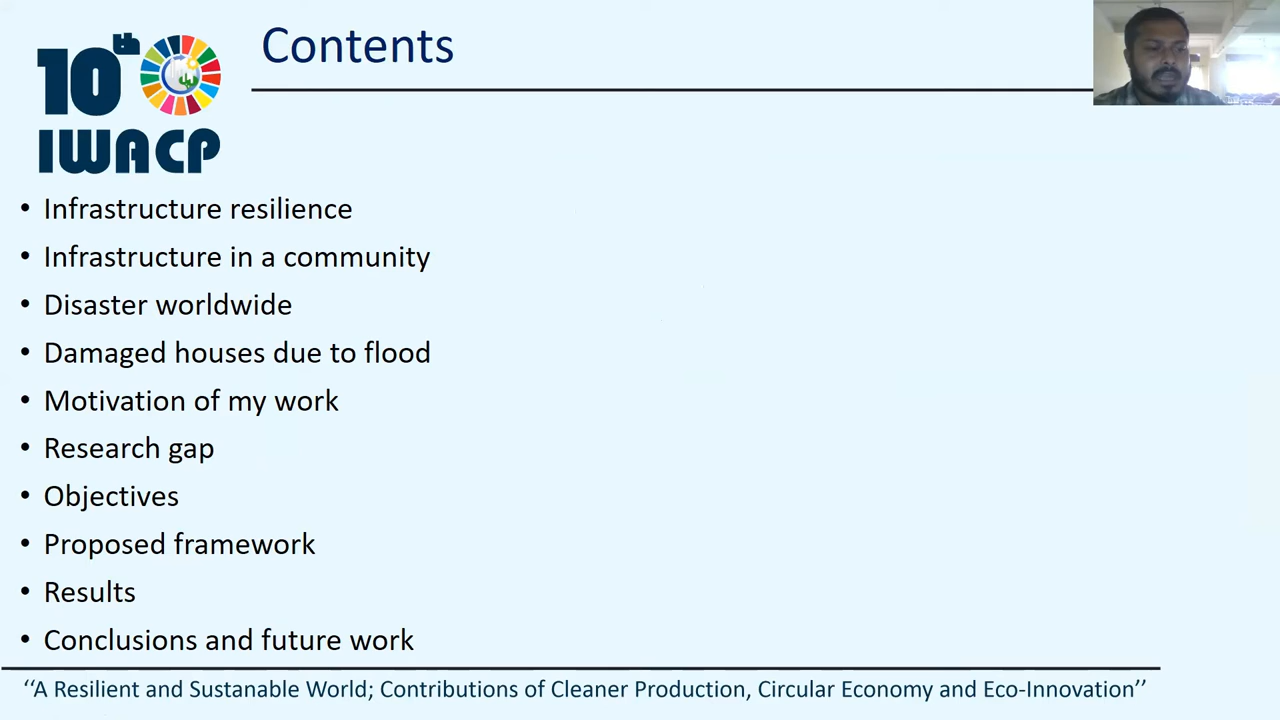 10th
IWACP
Contents
• Infrastructure resilience
• Infrastructure in a community
• Disaster worldwide
• Damaged houses due to flood
• Motivation of my work
• Research gap
• Objectives
• Proposed framework
• Results
• Conclusions and future work
‘‘A Resilient and Sustanable World; Contributions of Cleaner Production, Circular Economy and Eco-Innovation’’